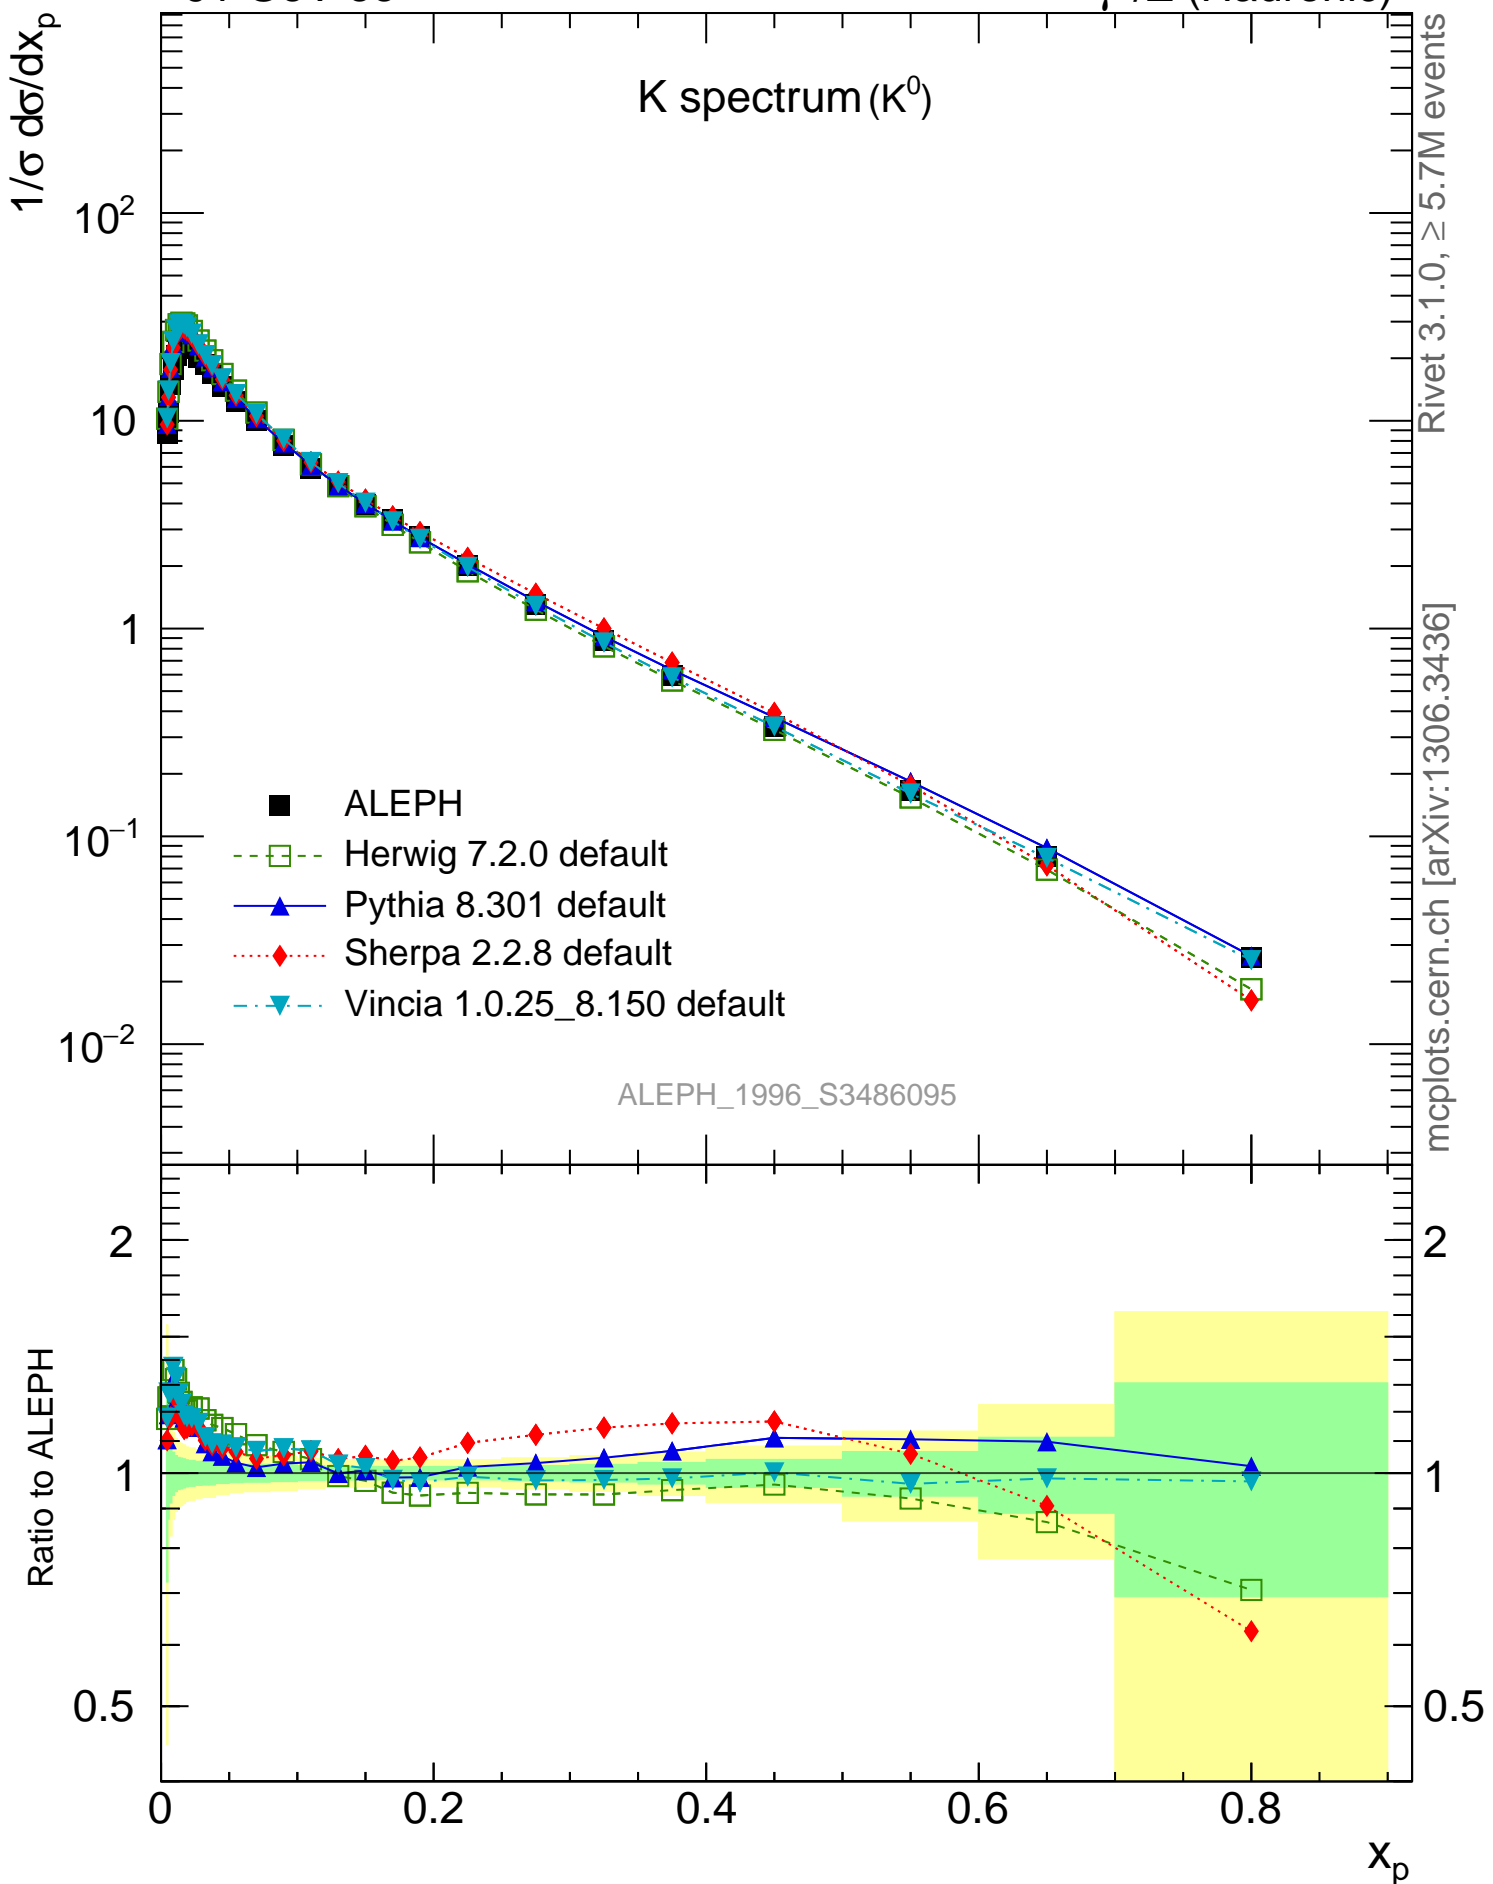 1/σ dσ/dx_p
K spectrum (K⁰)
10²
10
1
10⁻¹
10⁻²
ALEPH
Herwig 7.2.0 default
Pythia 8.301 default
Sherpa 2.2.8 default
Vincia 1.0.25_8.150 default
ALEPH_1996_S3486095
Rivet 3.1.0, ≥ 5.7M events
mcplots.cern.ch [arXiv:1306.3436]
Ratio to ALEPH
2
1
0.5
2
1
0.5
0
0.2
0.4
0.6
0.8
x_p